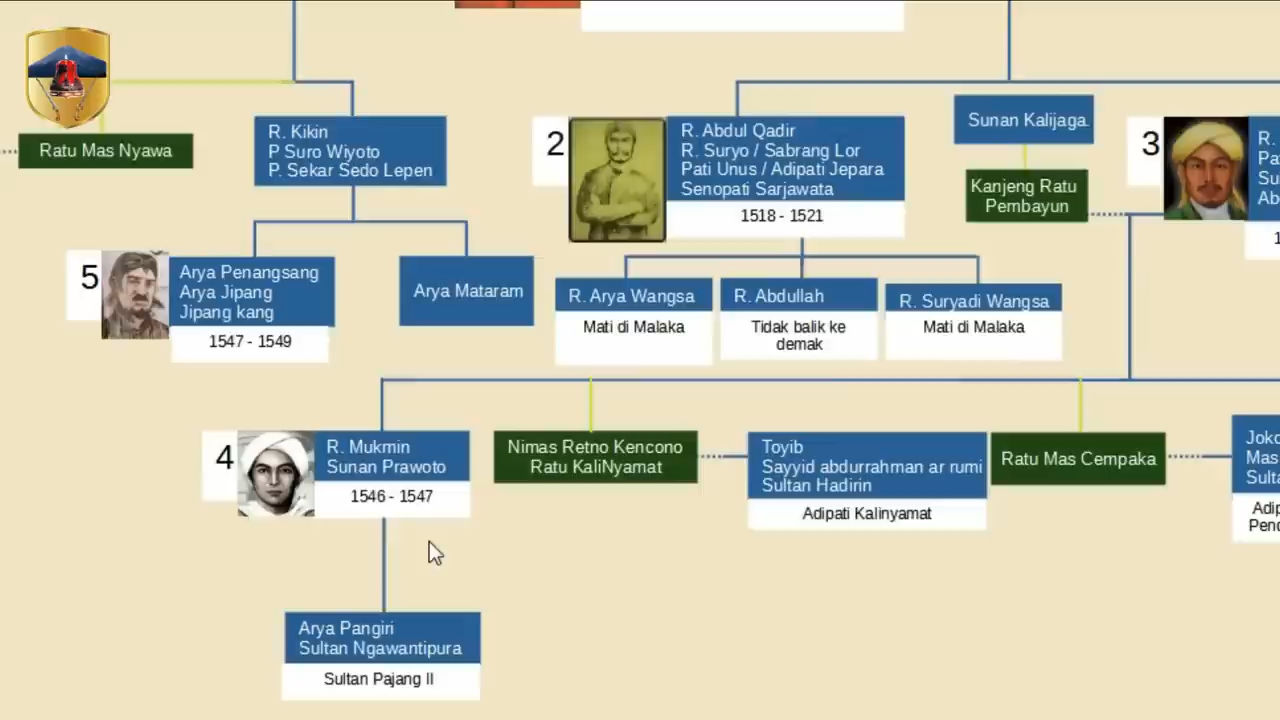 Ratu Mas Nyawa
R. Kikin
P Suro Wiyoto
P. Sekar Sedo Lepen
2
R. Abdul Qadir
R. Suryo / Sabrang Lor
Pati Unus / Adipati Jepara
Senopati Sarjawata
1518 - 1521
Sunan Kalijaga
Kanjeng Ratu
Pembayun
3
R.
5
Arya Penangsang
Arya Jipang
Jipang kang
1547 - 1549
Arya Mataram
R. Arya Wangsa
Mati di Malaka
R. Abdullah
Tidak balik ke
demak
R. Suryadi Wangsa
Mati di Malaka
4
R. Mukmin
Sunan Prawoto
1546 - 1547
Nimas Retno Kencono
Ratu KaliNyamat
Toyib
Sayyid abdurrahman ar rumi
Sultan Hadirin
Adipati Kalinyamat
Ratu Mas Cempaka
Arya Pangiri
Sultan Ngawantipura
Sultan Pajang II